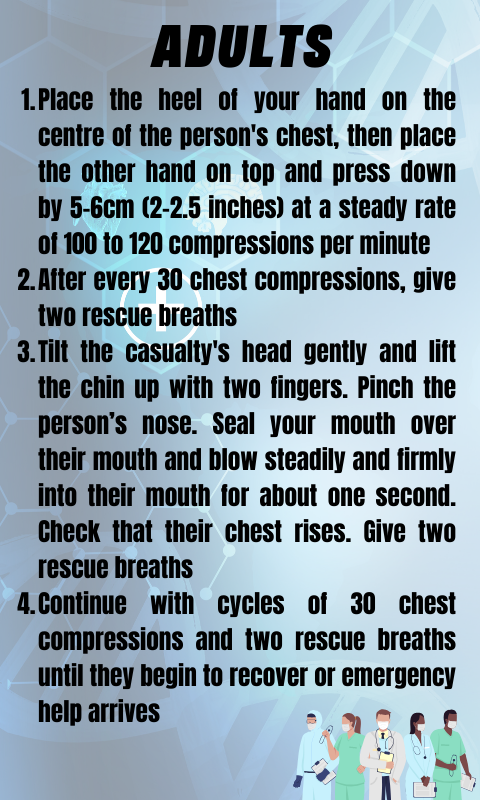 ADULTS
1. Place the heel of your hand on the
centre of the person's chest, then place
the other hand on top and press down
by 5-6cm (2-2.5 inches) at a steady rate
of 100 to 120 compressions per minute
2. After every 30 chest compressions, give
two rescue breaths
3. Tilt the casualty's head gently and lift
the chin up with two fingers. Pinch the
person’s nose. Seal your mouth over
their mouth and blow steadily and firmly
into their mouth for about one second.
Check that their chest rises. Give two
rescue breaths
4. Continue with cycles of 30 chest
compressions and two rescue breaths
until they begin to recover or emergency
help arrives